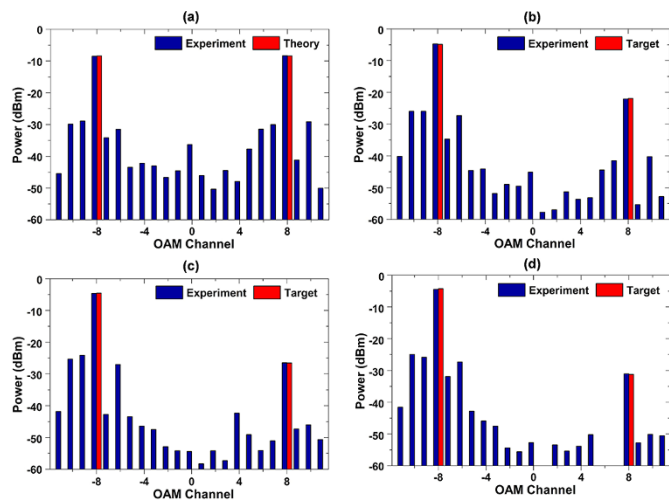 (a)
Experiment Theory
0
-10
-20
-30
-40
-50
-60
Power (dBm)
-8 -4 0 4 8
OAM Channel
(b)
Experiment Target
0
-10
-20
-30
-40
-50
-60
Power (dBm)
-8 -4 0 4 8
OAM Channel
(c)
Experiment Target
0
-10
-20
-30
-40
-50
-60
Power (dBm)
-8 -4 0 4 8
OAM Channel
(d)
Experiment Target
0
-10
-20
-30
-40
-50
-60
Power (dBm)
-8 -4 0 4 8
OAM Channel